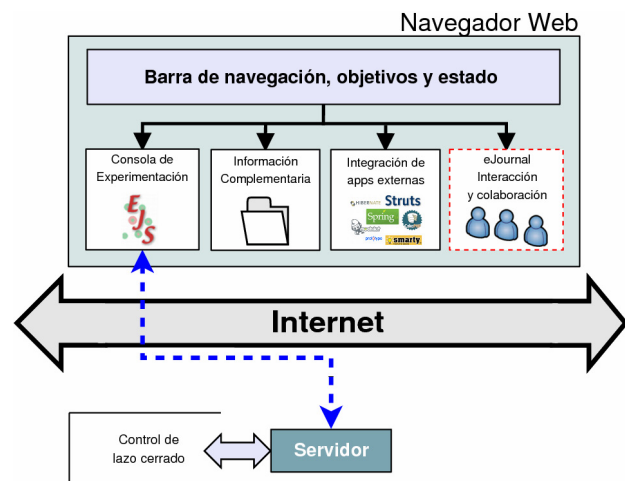 Navegador Web
Barra de navegación, objetivos y estado
Consola de
Experimentación
EJS
Información
Complementaria
Integración de
apps externas
HIBERNATE
Struts
Spring
smarty
eJournal
Interacción
y colaboración
Internet
Control de
lazo cerrado
Servidor